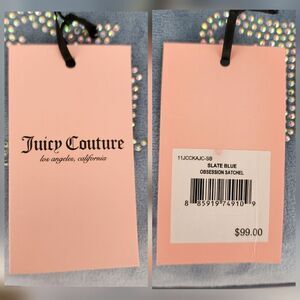 Juicy Couture
los angeles, california
11JCCKAJC-SB
SLATE BLUE
OBSESSION SATCHEL
8 85919 74910 9
$99.00